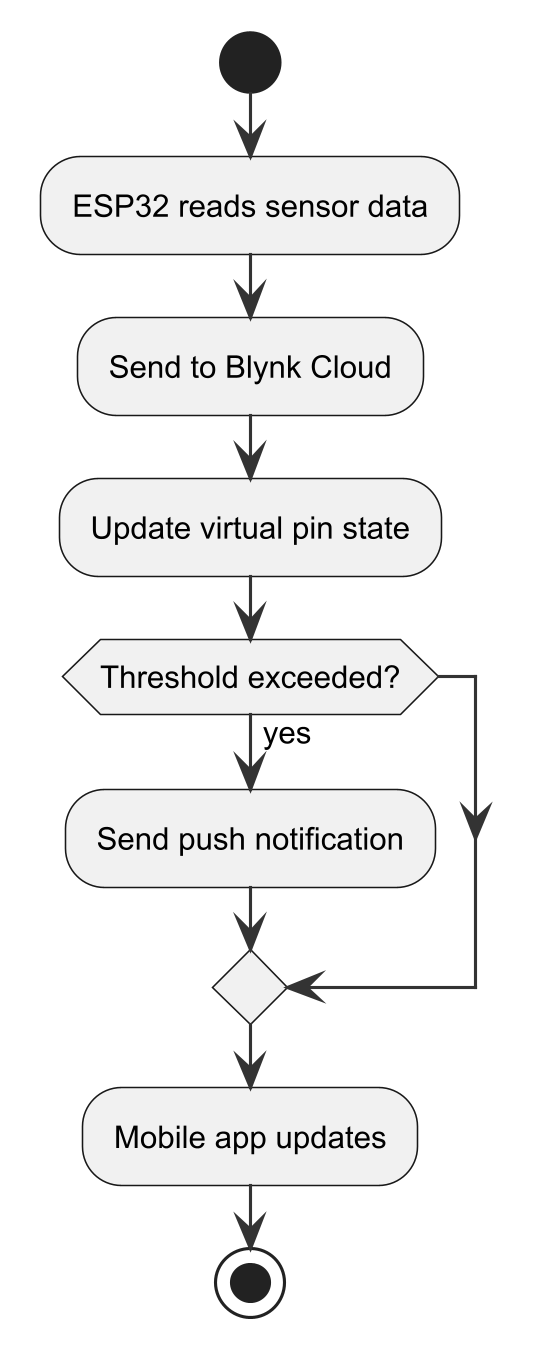 ESP32 reads sensor data
Send to Blynk Cloud
Update virtual pin state
Threshold exceeded?
yes
Send push notification
Mobile app updates